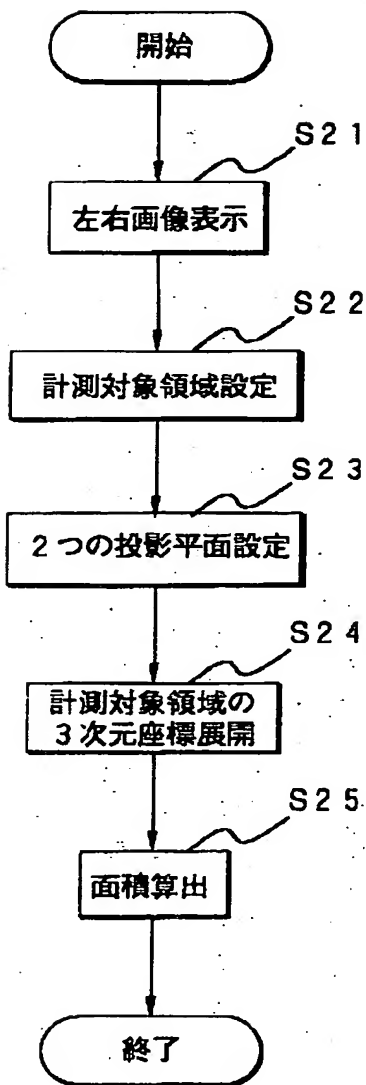 開始
S21
左右画像表示
S22
計測対象領域設定
S23
2つの投影平面設定
S24
計測対象領域の
3次元座標展開
S25
面積算出
終了